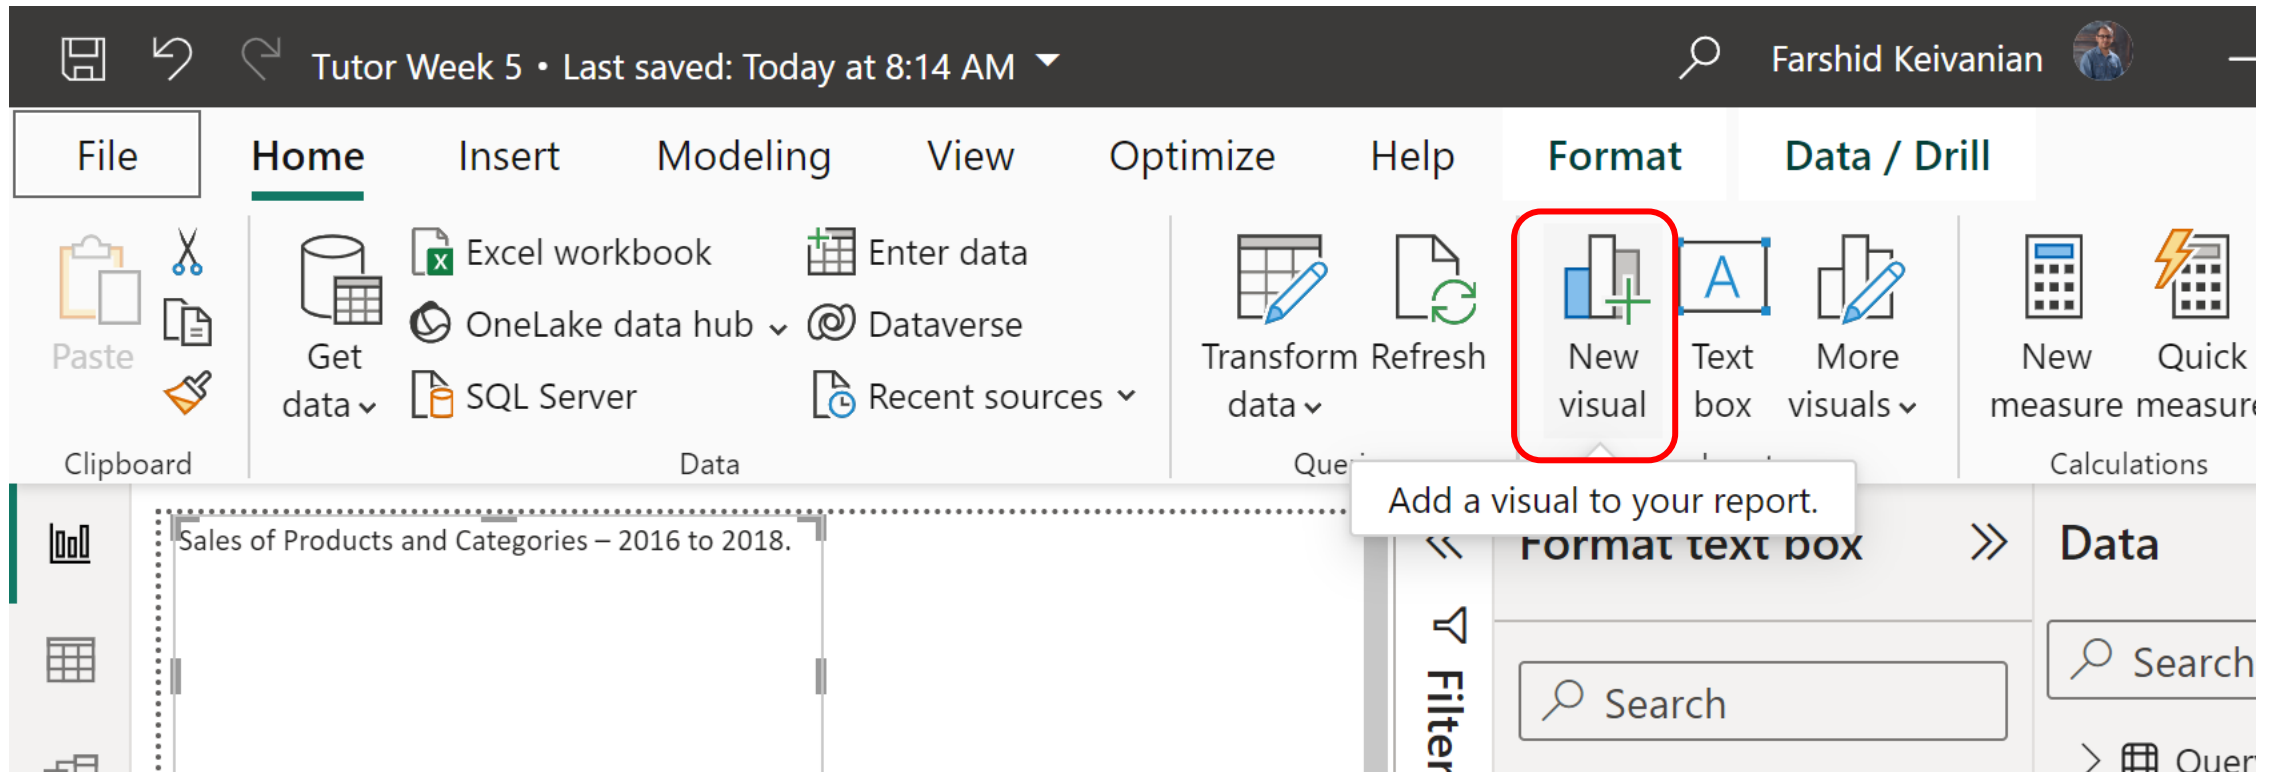 Tutor Week 5 • Last saved: Today at 8:14 AM
Farshid Keivanian
File Home Insert Modeling View Optimize Help Format Data / Drill
Paste
Get data
Excel workbook
OneLake data hub
SQL Server
Enter data
Dataverse
Recent sources
Transform data
Refresh
New visual
Text box
More visuals
New measure
Quick
Clipboard
Data
Calculations
Add a visual to your report.
Sales of Products and Categories – 2016 to 2018.
Format text box
Data
Filter
Search
Search